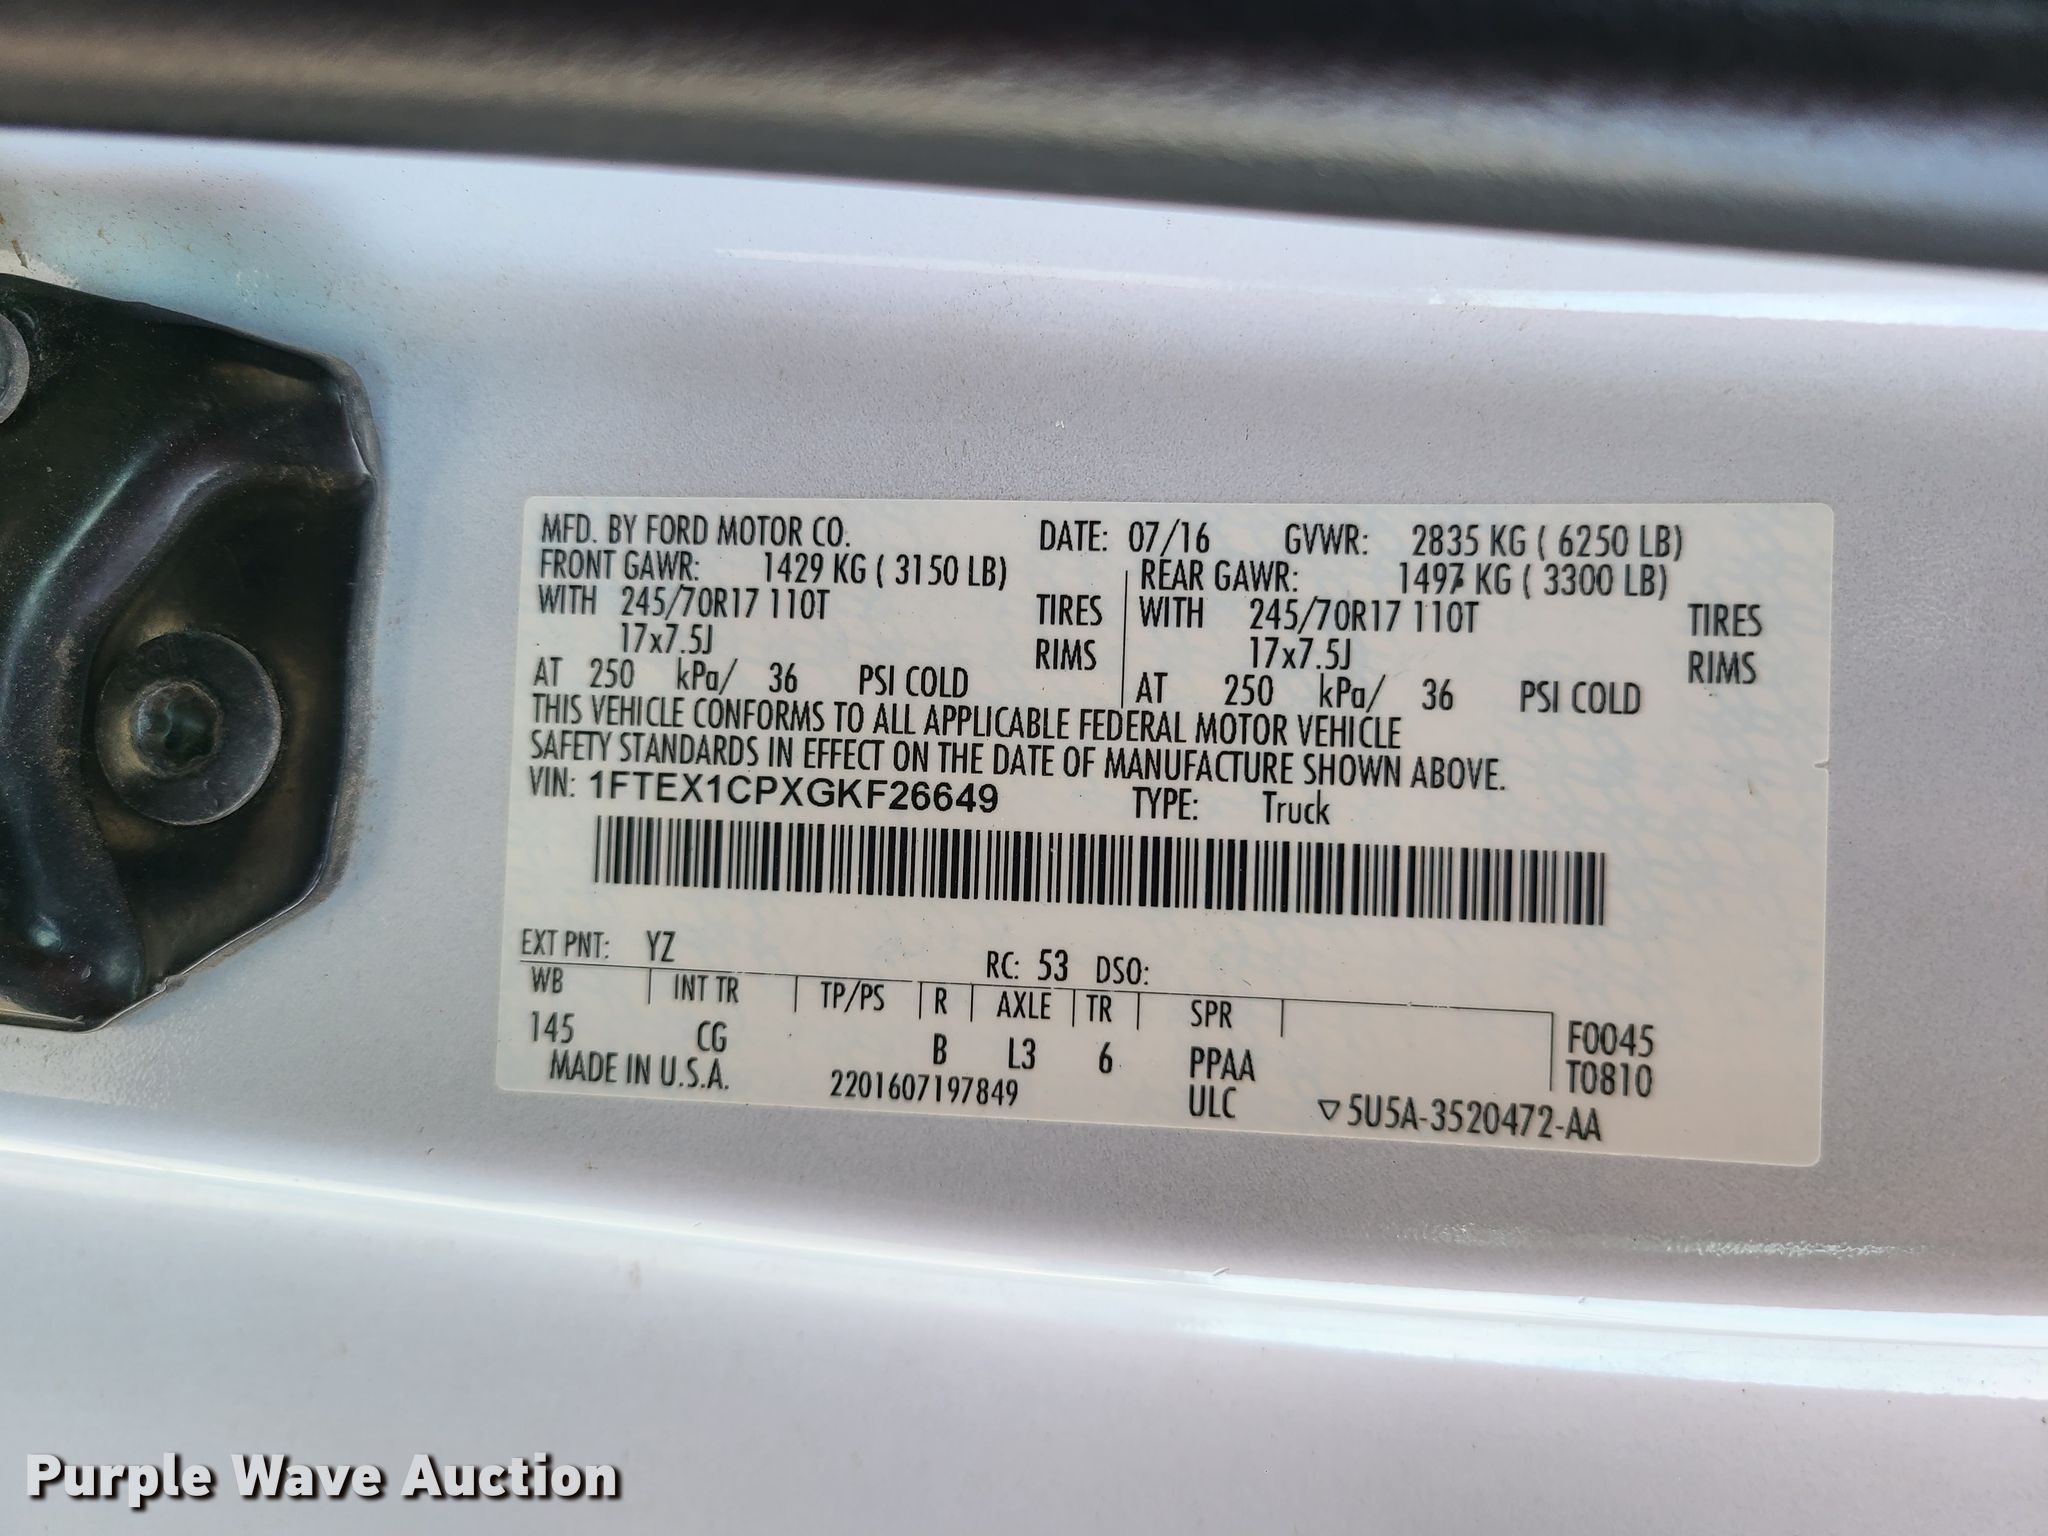 MFD. BY FORD MOTOR CO. DATE: 07/16 GVWR: 2835 KG ( 6250 LB)
FRONT GAWR: 1429 KG ( 3150 LB) REAR GAWR: 1497 KG ( 3300 LB)
WITH 245/70R17 110T TIRES WITH 245/70R17 110T TIRES
17x7.5J RIMS 17x7.5J RIMS
AT 250 kPa/ 36 PSI COLD AT 250 kPa/ 36 PSI COLD
THIS VEHICLE CONFORMS TO ALL APPLICABLE FEDERAL MOTOR VEHICLE
SAFETY STANDARDS IN EFFECT ON THE DATE OF MANUFACTURE SHOWN ABOVE.
VIN: 1FTEX1CPXGKF26649 TYPE: Truck
EXT PNT: YZ RC: 53 DSO:
WB INT TR TP/PS R AXLE TR SPR
145 CG B L3 6 PPAA F0045
T0810
MADE IN U.S.A. 2201607197849 ULC ▽5U5A-3520472-AA
Purple Wave Auction